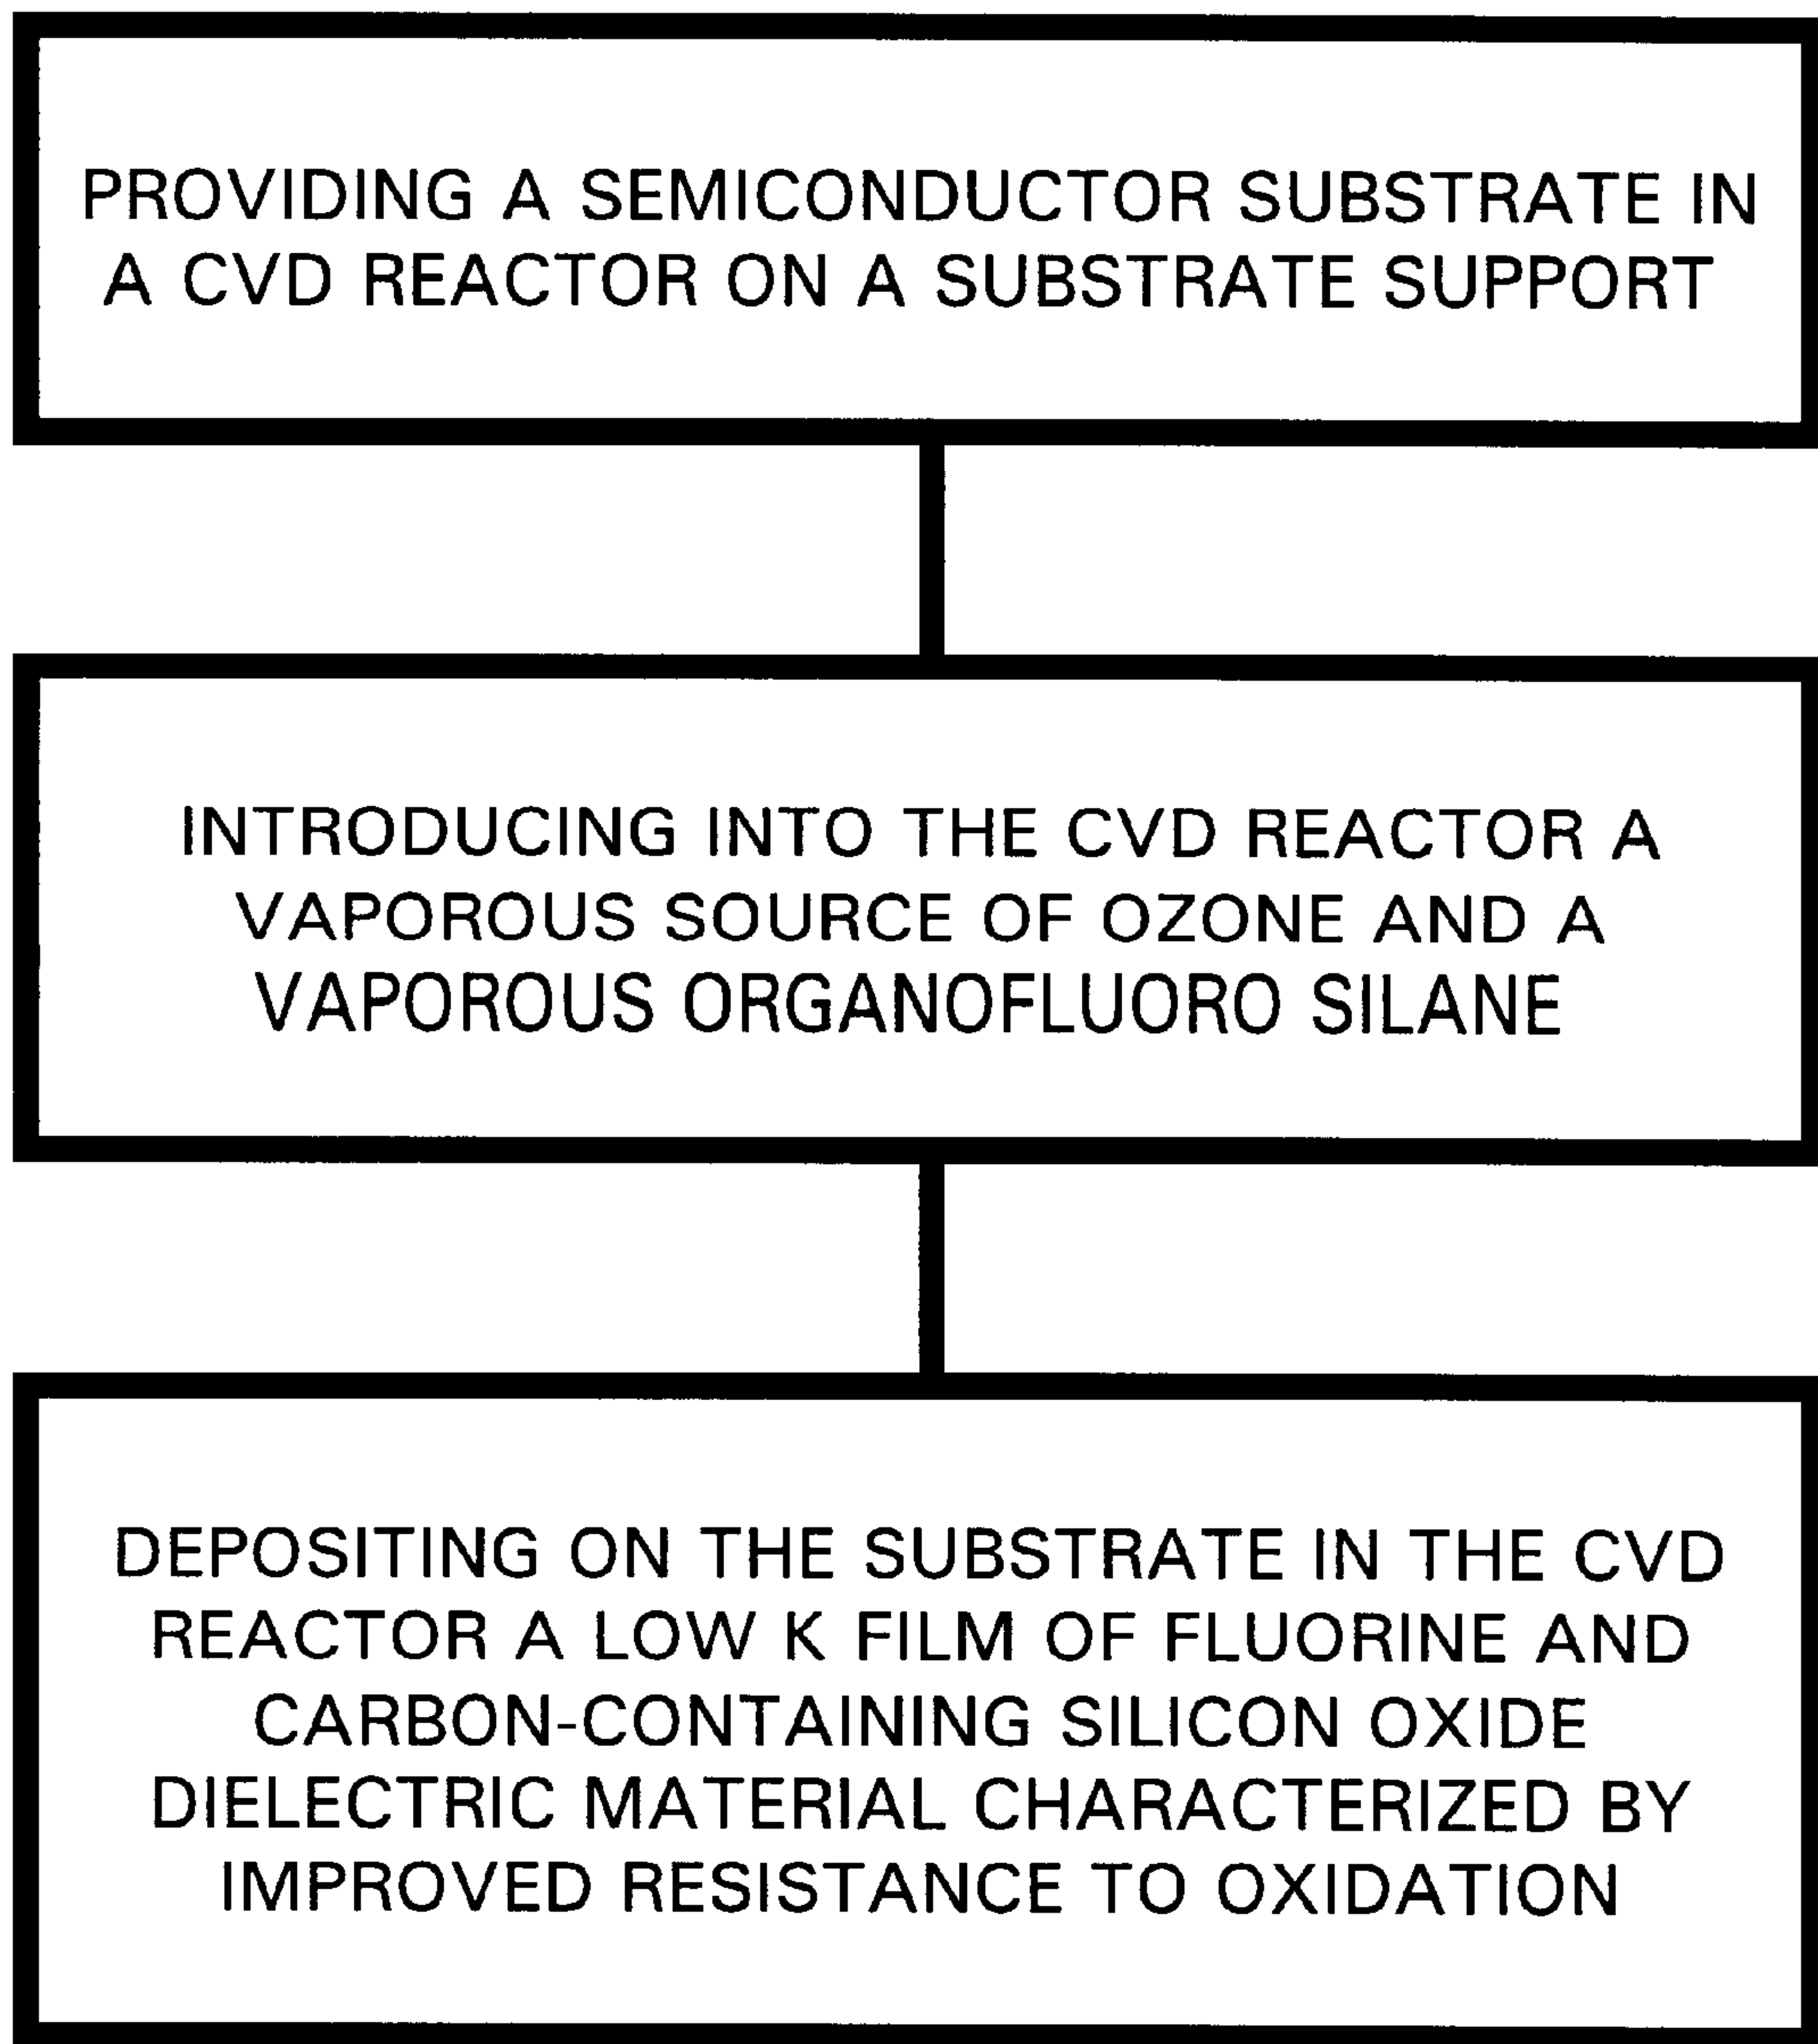 PROVIDING A SEMICONDUCTOR SUBSTRATE IN
A CVD REACTOR ON A SUBSTRATE SUPPORT
INTRODUCING INTO THE CVD REACTOR A
VAPOROUS SOURCE OF OZONE AND A
VAPOROUS ORGANOFLUORO SILANE
DEPOSITING ON THE SUBSTRATE IN THE CVD
REACTOR A LOW K FILM OF FLUORINE AND
CARBON-CONTAINING SILICON OXIDE
DIELECTRIC MATERIAL CHARACTERIZED BY
IMPROVED RESISTANCE TO OXIDATION